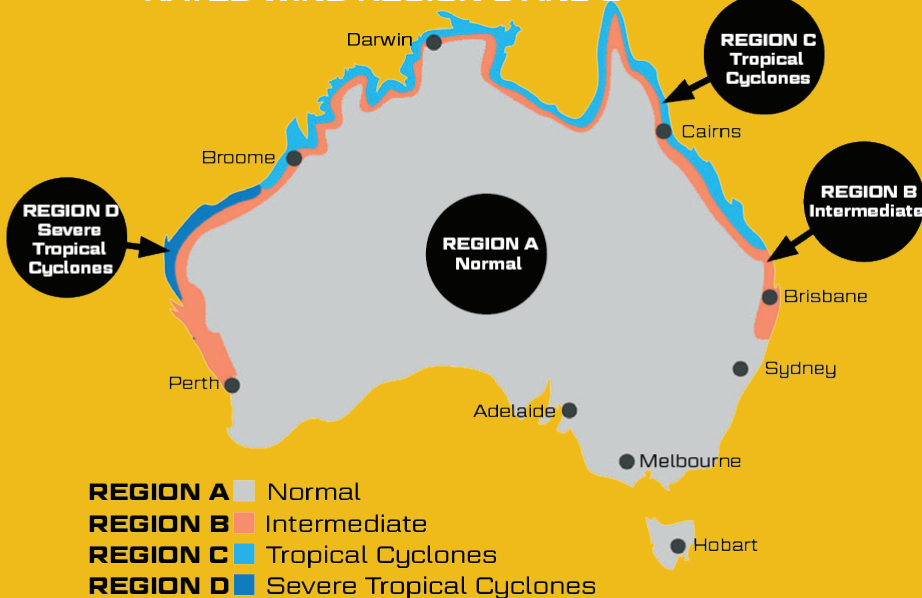 Darwin
REGION C
Tropical
Cyclones
Cairns
Broome
REGION B
Intermediate
REGION D
Severe
Tropical
Cyclones
REGION A
Normal
Brisbane
Sydney
Perth
Adelaide
Melbourne
REGION A Normal
REGION B Intermediate
REGION C Tropical Cyclones
Hobart
REGION D Severe Tropical Cyclones